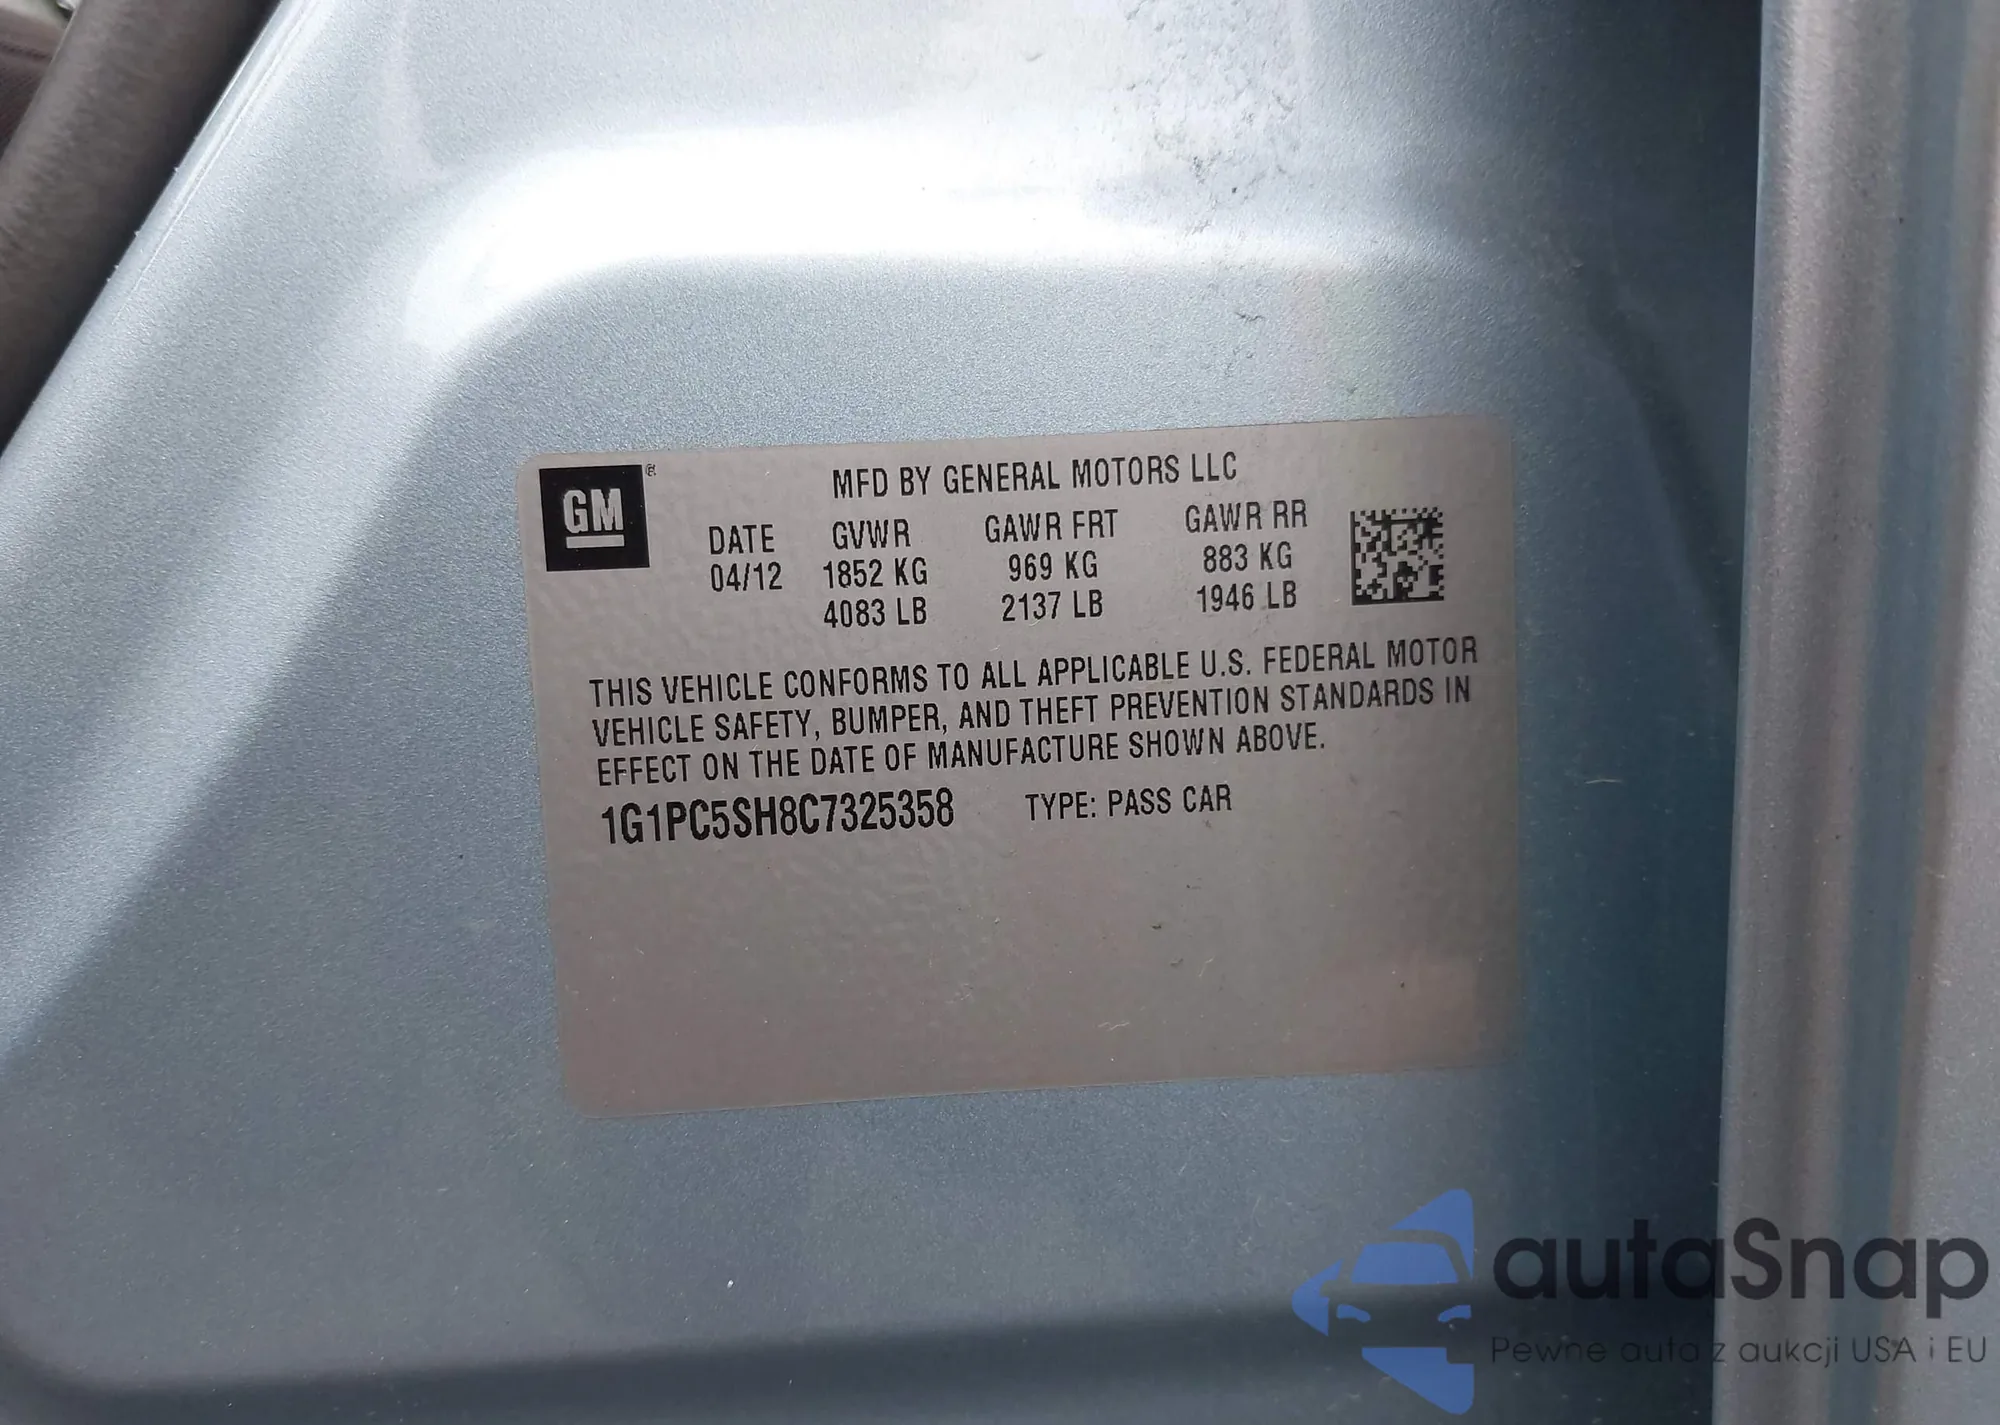 GM ®
MFD BY GENERAL MOTORS LLC
DATE GVWR GAWR FRT GAWR RR
04/12 1852 KG 969 KG 883 KG
4083 LB 2137 LB 1946 LB
THIS VEHICLE CONFORMS TO ALL APPLICABLE U.S. FEDERAL MOTOR
VEHICLE SAFETY, BUMPER, AND THEFT PREVENTION STANDARDS IN
EFFECT ON THE DATE OF MANUFACTURE SHOWN ABOVE.
1G1PC5SH8C7325358 TYPE: PASS CAR
autaSnap
Pewne auta z aukcji USA i EU